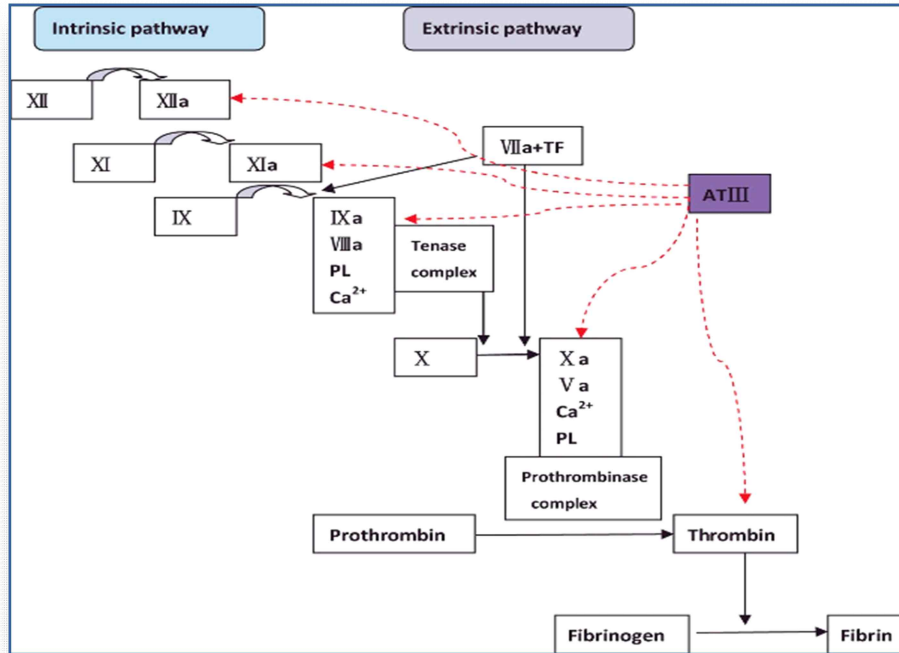 Intrinsic pathway
Extrinsic pathway
Ⅻ
Ⅻa
Ⅺ
Ⅺa
Ⅶa+TF
ATⅢ
Ⅸ
Ⅸa
Ⅷa
PL
Ca²⁺
Tenase
complex
Ⅹ
Ⅹa
Ⅴa
Ca²⁺
PL
Prothrombinase
complex
Prothrombin
Thrombin
Fibrinogen
Fibrin